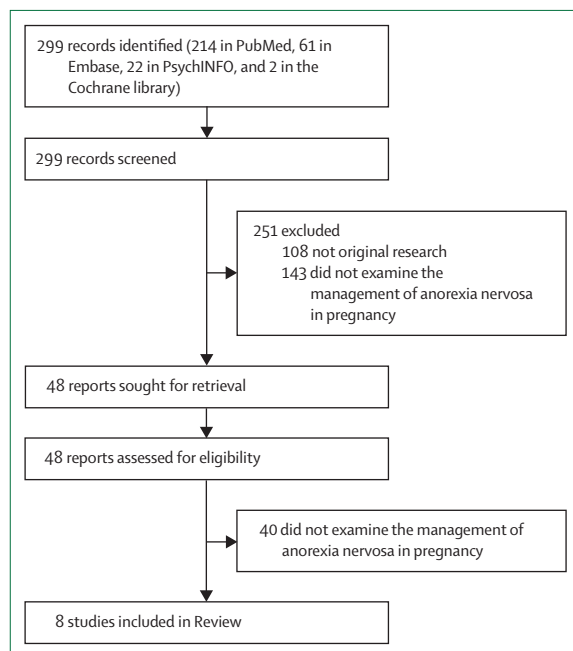 299 records identified (214 in PubMed, 61 in
Embase, 22 in PsychINFO, and 2 in the
Cochrane library)
299 records screened
251 excluded
108 not original research
143 did not examine the
management of anorexia nervosa
in pregnancy
48 reports sought for retrieval
48 reports assessed for eligibility
40 did not examine the management of
anorexia nervosa in pregnancy
8 studies included in Review